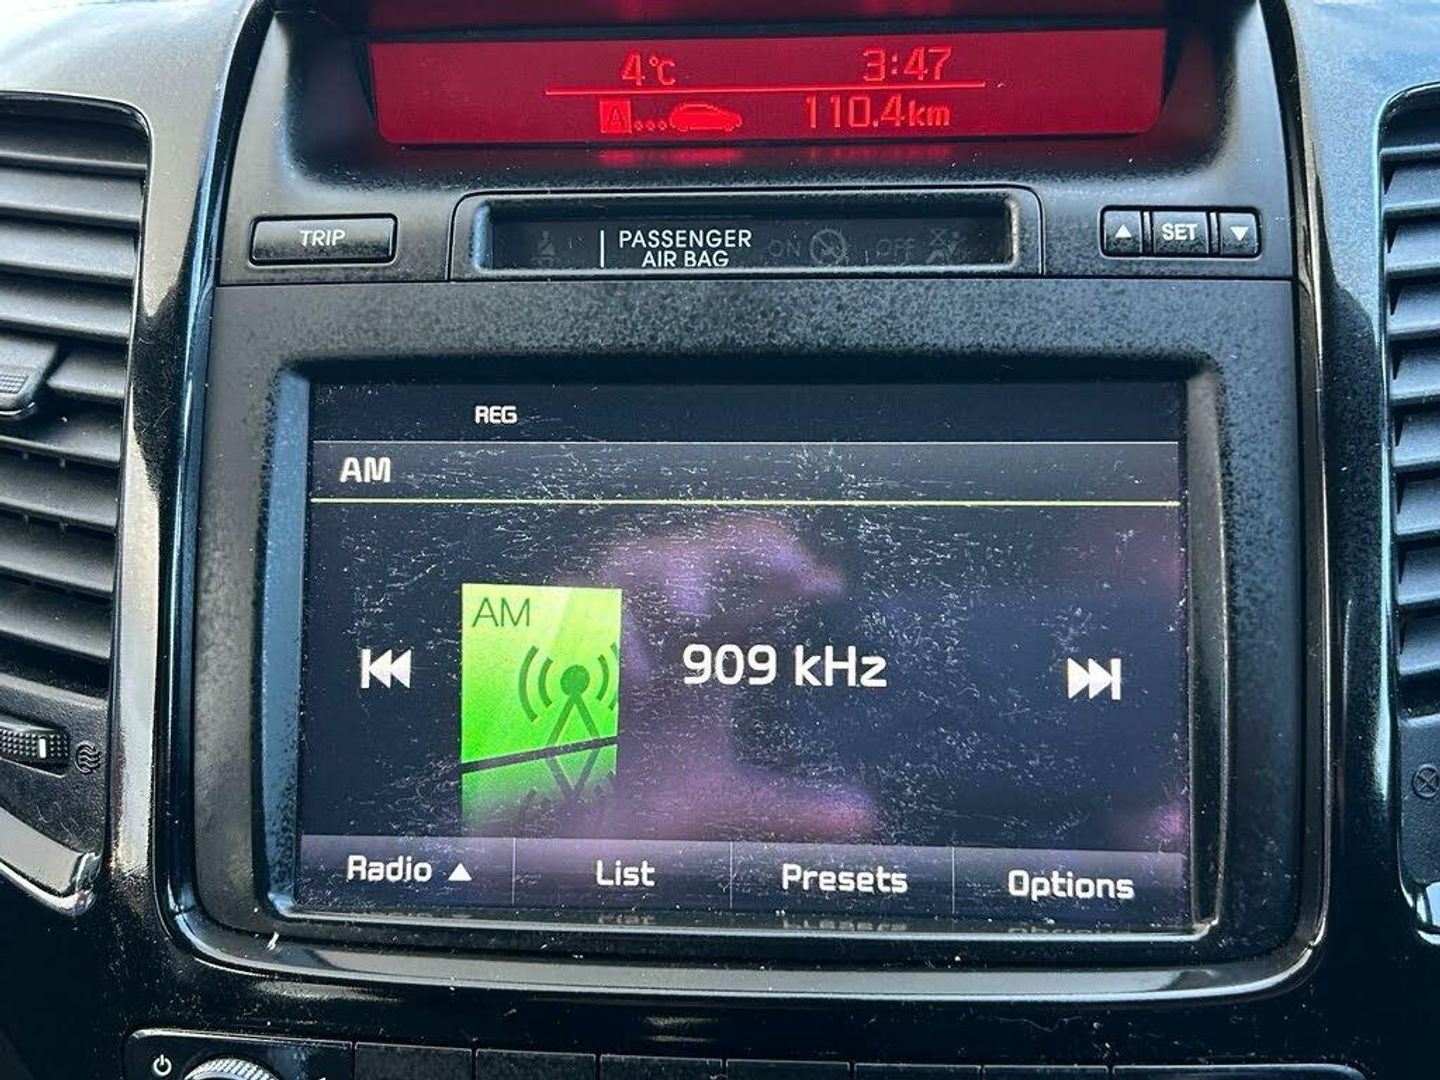 4°C 3:47
A 110.4km
TRIP
PASSENGER
AIR BAG
ON OFF
SET
REG
AM
AM
909 kHz
Radio ▲ List Presets Options